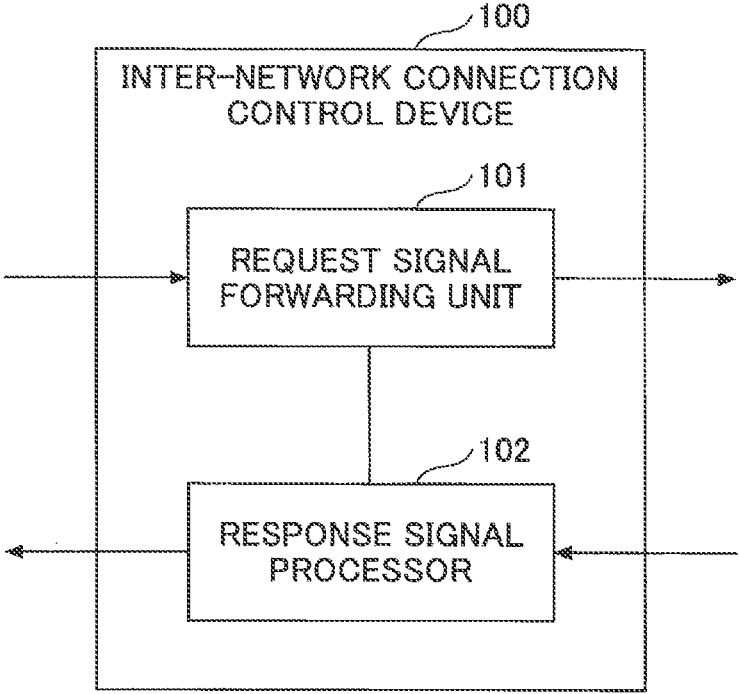 100
INTER-NETWORK CONNECTION
CONTROL DEVICE
101
REQUEST SIGNAL
FORWARDING UNIT
102
RESPONSE SIGNAL
PROCESSOR